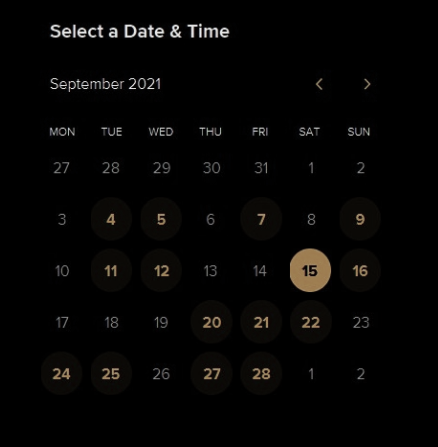 Select a Date & Time
September 2021
MON TUE WED THU FRI SAT SUN
27 28 29 30 31 1 2
3 4 5 6 7 8 9
10 11 12 13 14 15 16
17 18 19 20 21 22 23
24 25 26 27 28 1 2